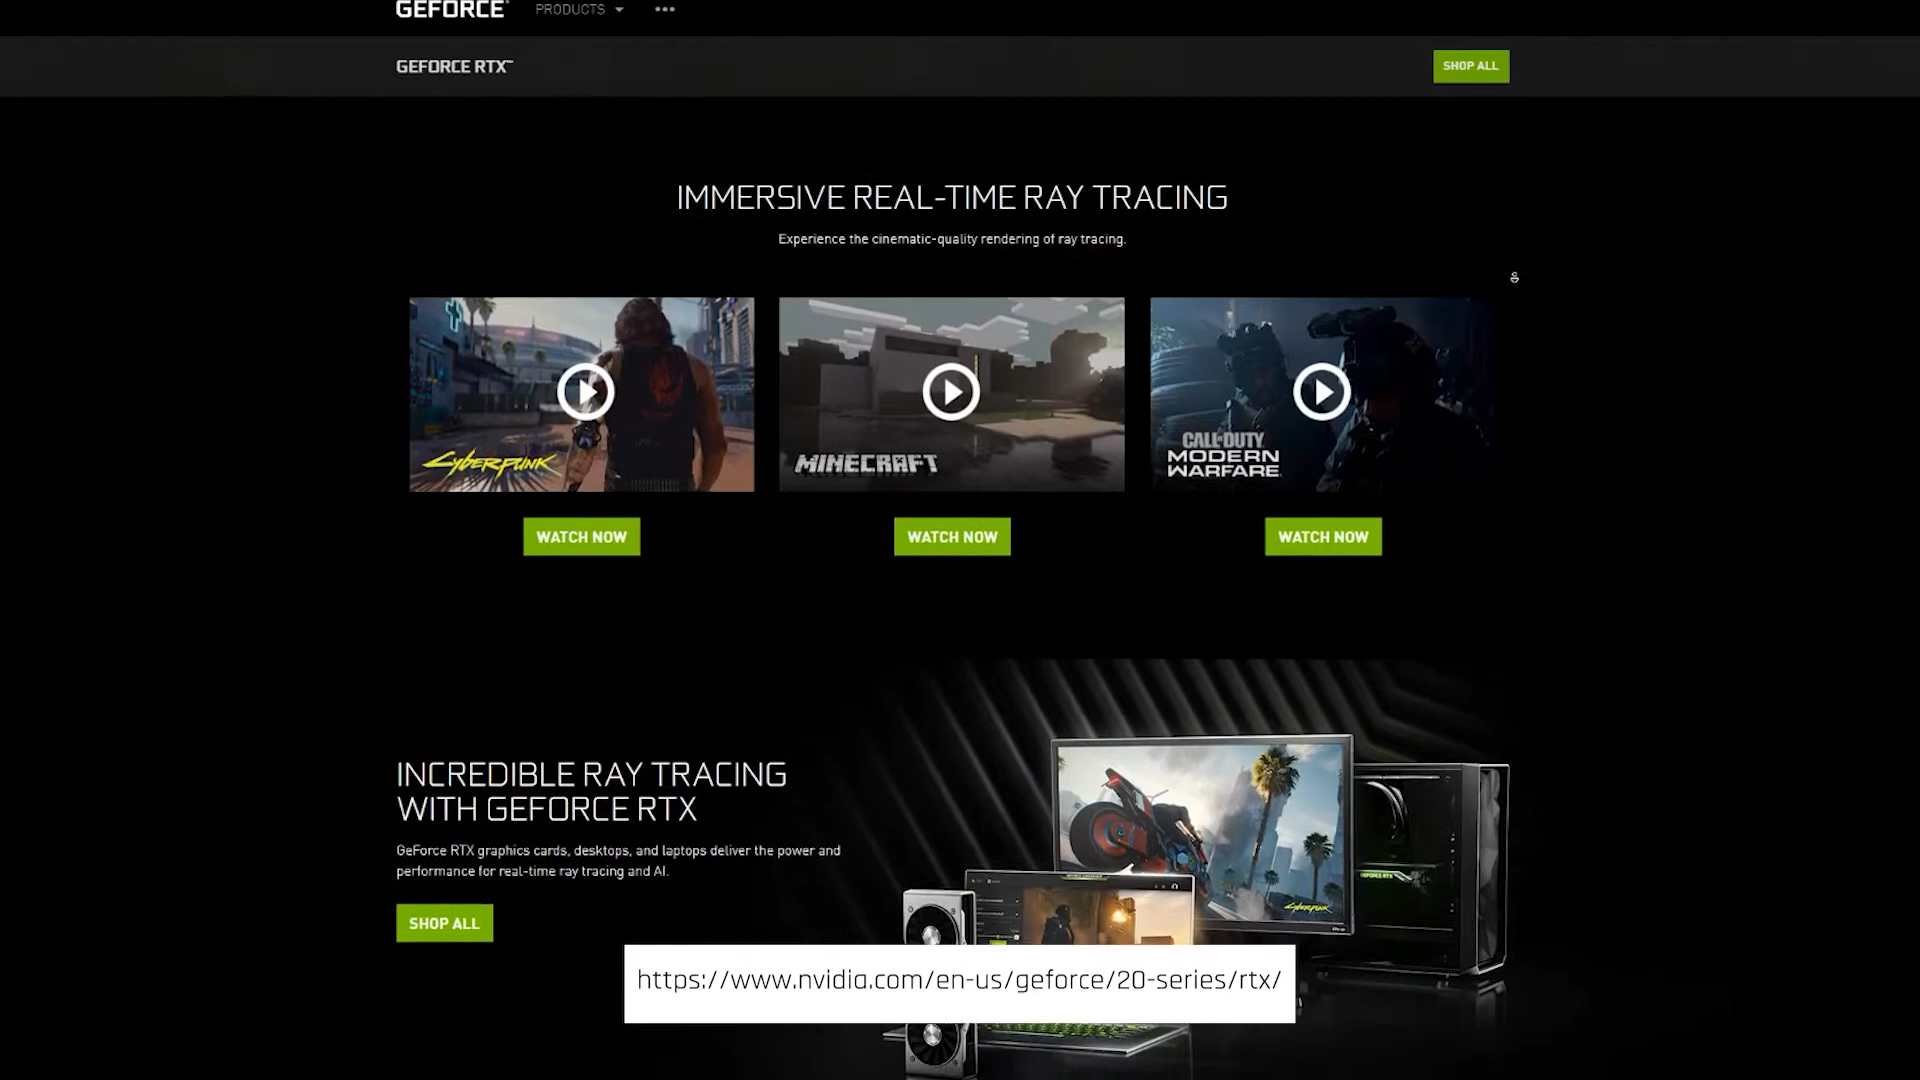 GEFORCE
PRODUCTS
GEFORCE RTX™
SHOP ALL
IMMERSIVE REAL-TIME RAY TRACING
Experience the cinematic-quality rendering of ray tracing.
Cyberpunk
MINECRAFT
CALL OF DUTY
MODERN
WARFARE
WATCH NOW
WATCH NOW
WATCH NOW
INCREDIBLE RAY TRACING
WITH GEFORCE RTX
GeForce RTX graphics cards, desktops, and laptops deliver the power and
performance for real-time ray tracing and AI.
SHOP ALL
GEFORCE RTX
Cyberpunk
https://www.nvidia.com/en-us/geforce/20-series/rtx/